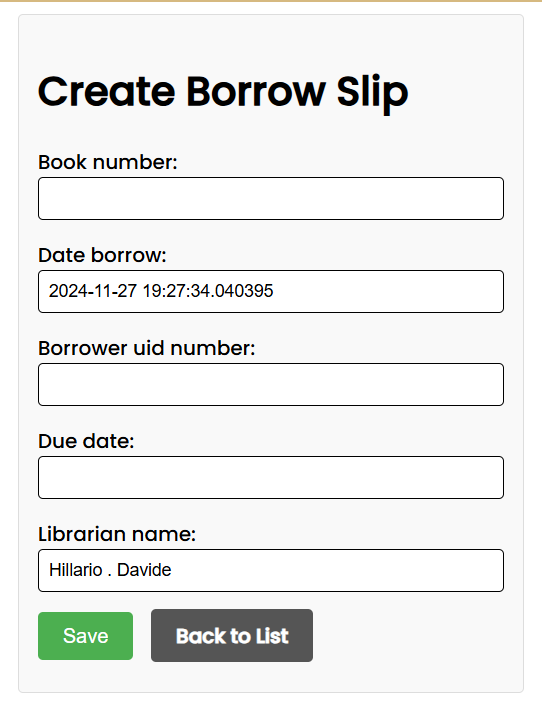 Create Borrow Slip
Book number:
Date borrow:
2024-11-27 19:27:34.040395
Borrower uid number:
Due date:
Librarian name:
Hillario . Davide
Save
Back to List